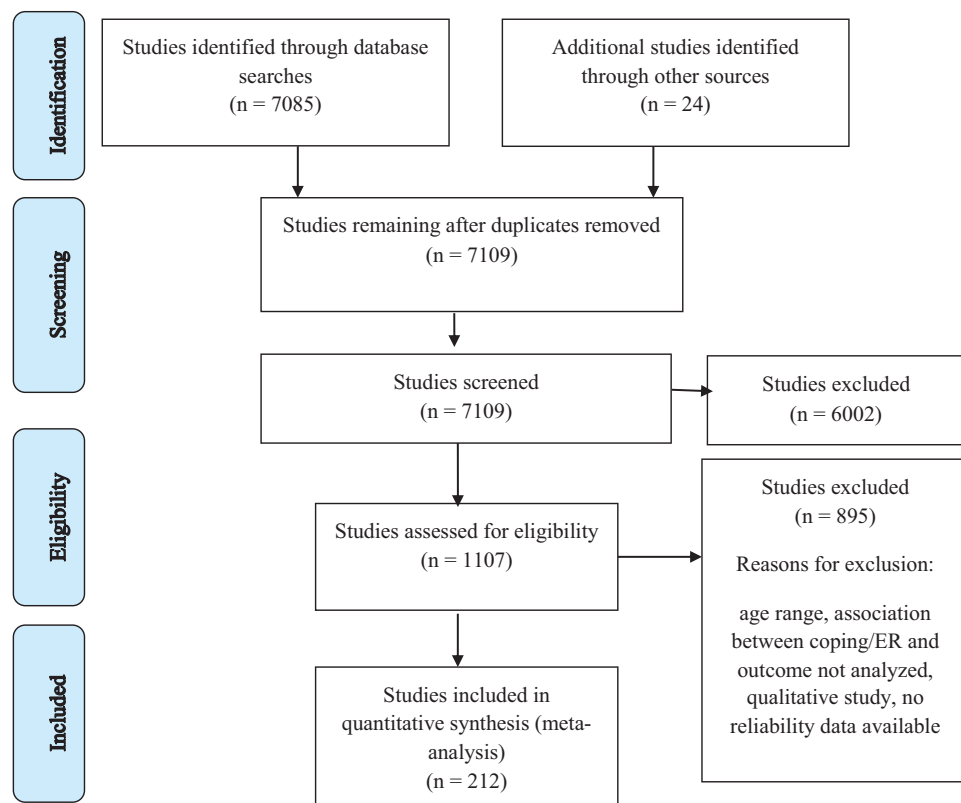 Identification
Studies identified through database
searches
(n = 7085)
Additional studies identified
through other sources
(n = 24)
Screening
Studies remaining after duplicates removed
(n = 7109)
Studies screened
(n = 7109)
Studies excluded
(n = 6002)
Eligibility
Studies assessed for eligibility
(n = 1107)
Studies excluded
(n = 895)
Reasons for exclusion:
age range, association
between coping/ER and
outcome not analyzed,
qualitative study, no
reliability data available
Included
Studies included in
quantitative synthesis (meta-
analysis)
(n = 212)